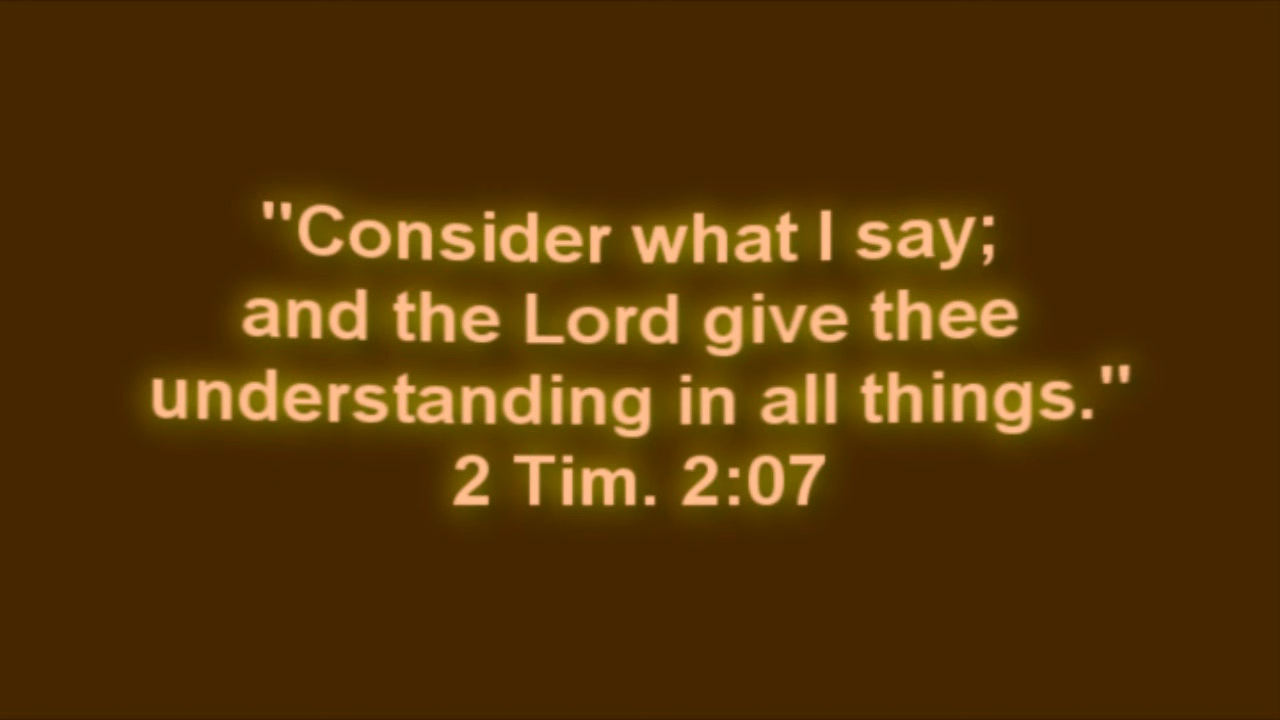 "Consider what I say;
and the Lord give thee
understanding in all things."
2 Tim. 2:07